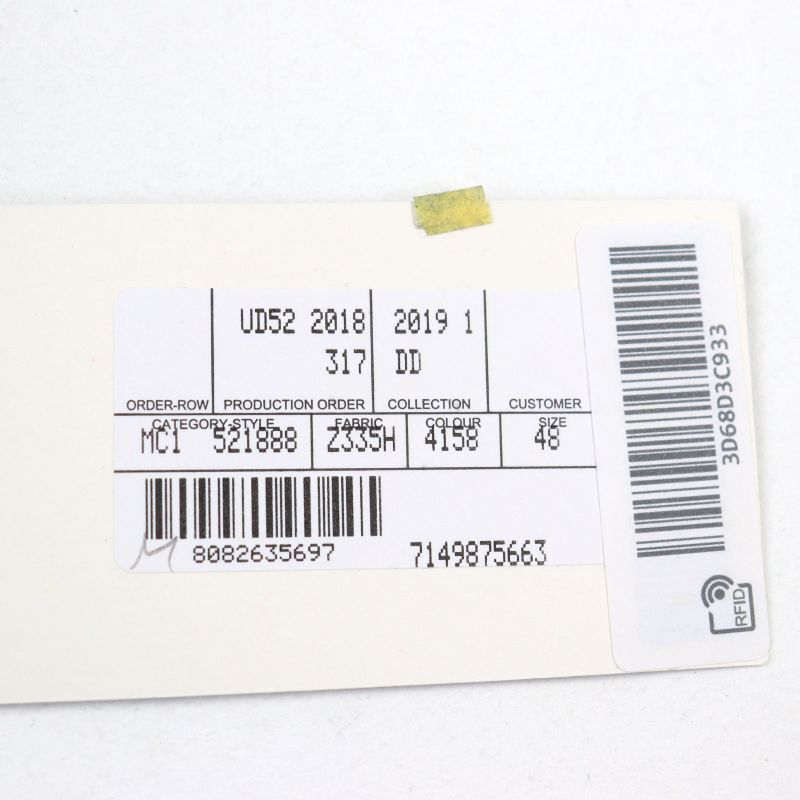 UD52 2018 2019 1
317 DD
ORDER-ROW PRODUCTION ORDER COLLECTION CUSTOMER
CATEGORY-STYLE FABRIC COLOUR SIZE
MC1 521888 Z335H 4158 48
8082635697 7149875663
3D68D3C933
RFID